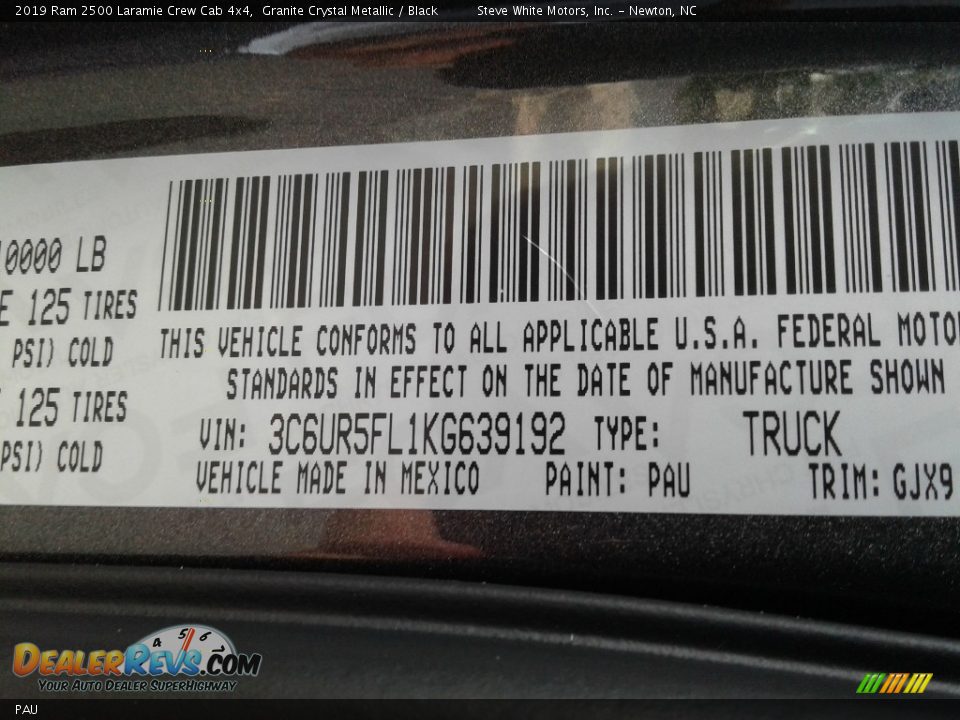 2019 Ram 2500 Laramie Crew Cab 4x4, Granite Crystal Metallic / Black Steve White Motors, Inc. – Newton, NC
0000 LB
E 125 TIRES
PSI) COLD
125 TIRES
PSI) COLD
THIS VEHICLE CONFORMS TO ALL APPLICABLE U.S.A. FEDERAL MOTO
STANDARDS IN EFFECT ON THE DATE OF MANUFACTURE SHOWN
VIN: 3C6UR5FL1KG639192 TYPE: TRUCK
VEHICLE MADE IN MEXICO PAINT: PAU TRIM: GJX9
4 5 6
DEALERREVS.COM
YOUR AUTO DEALER SUPERHIGHWAY
PAU